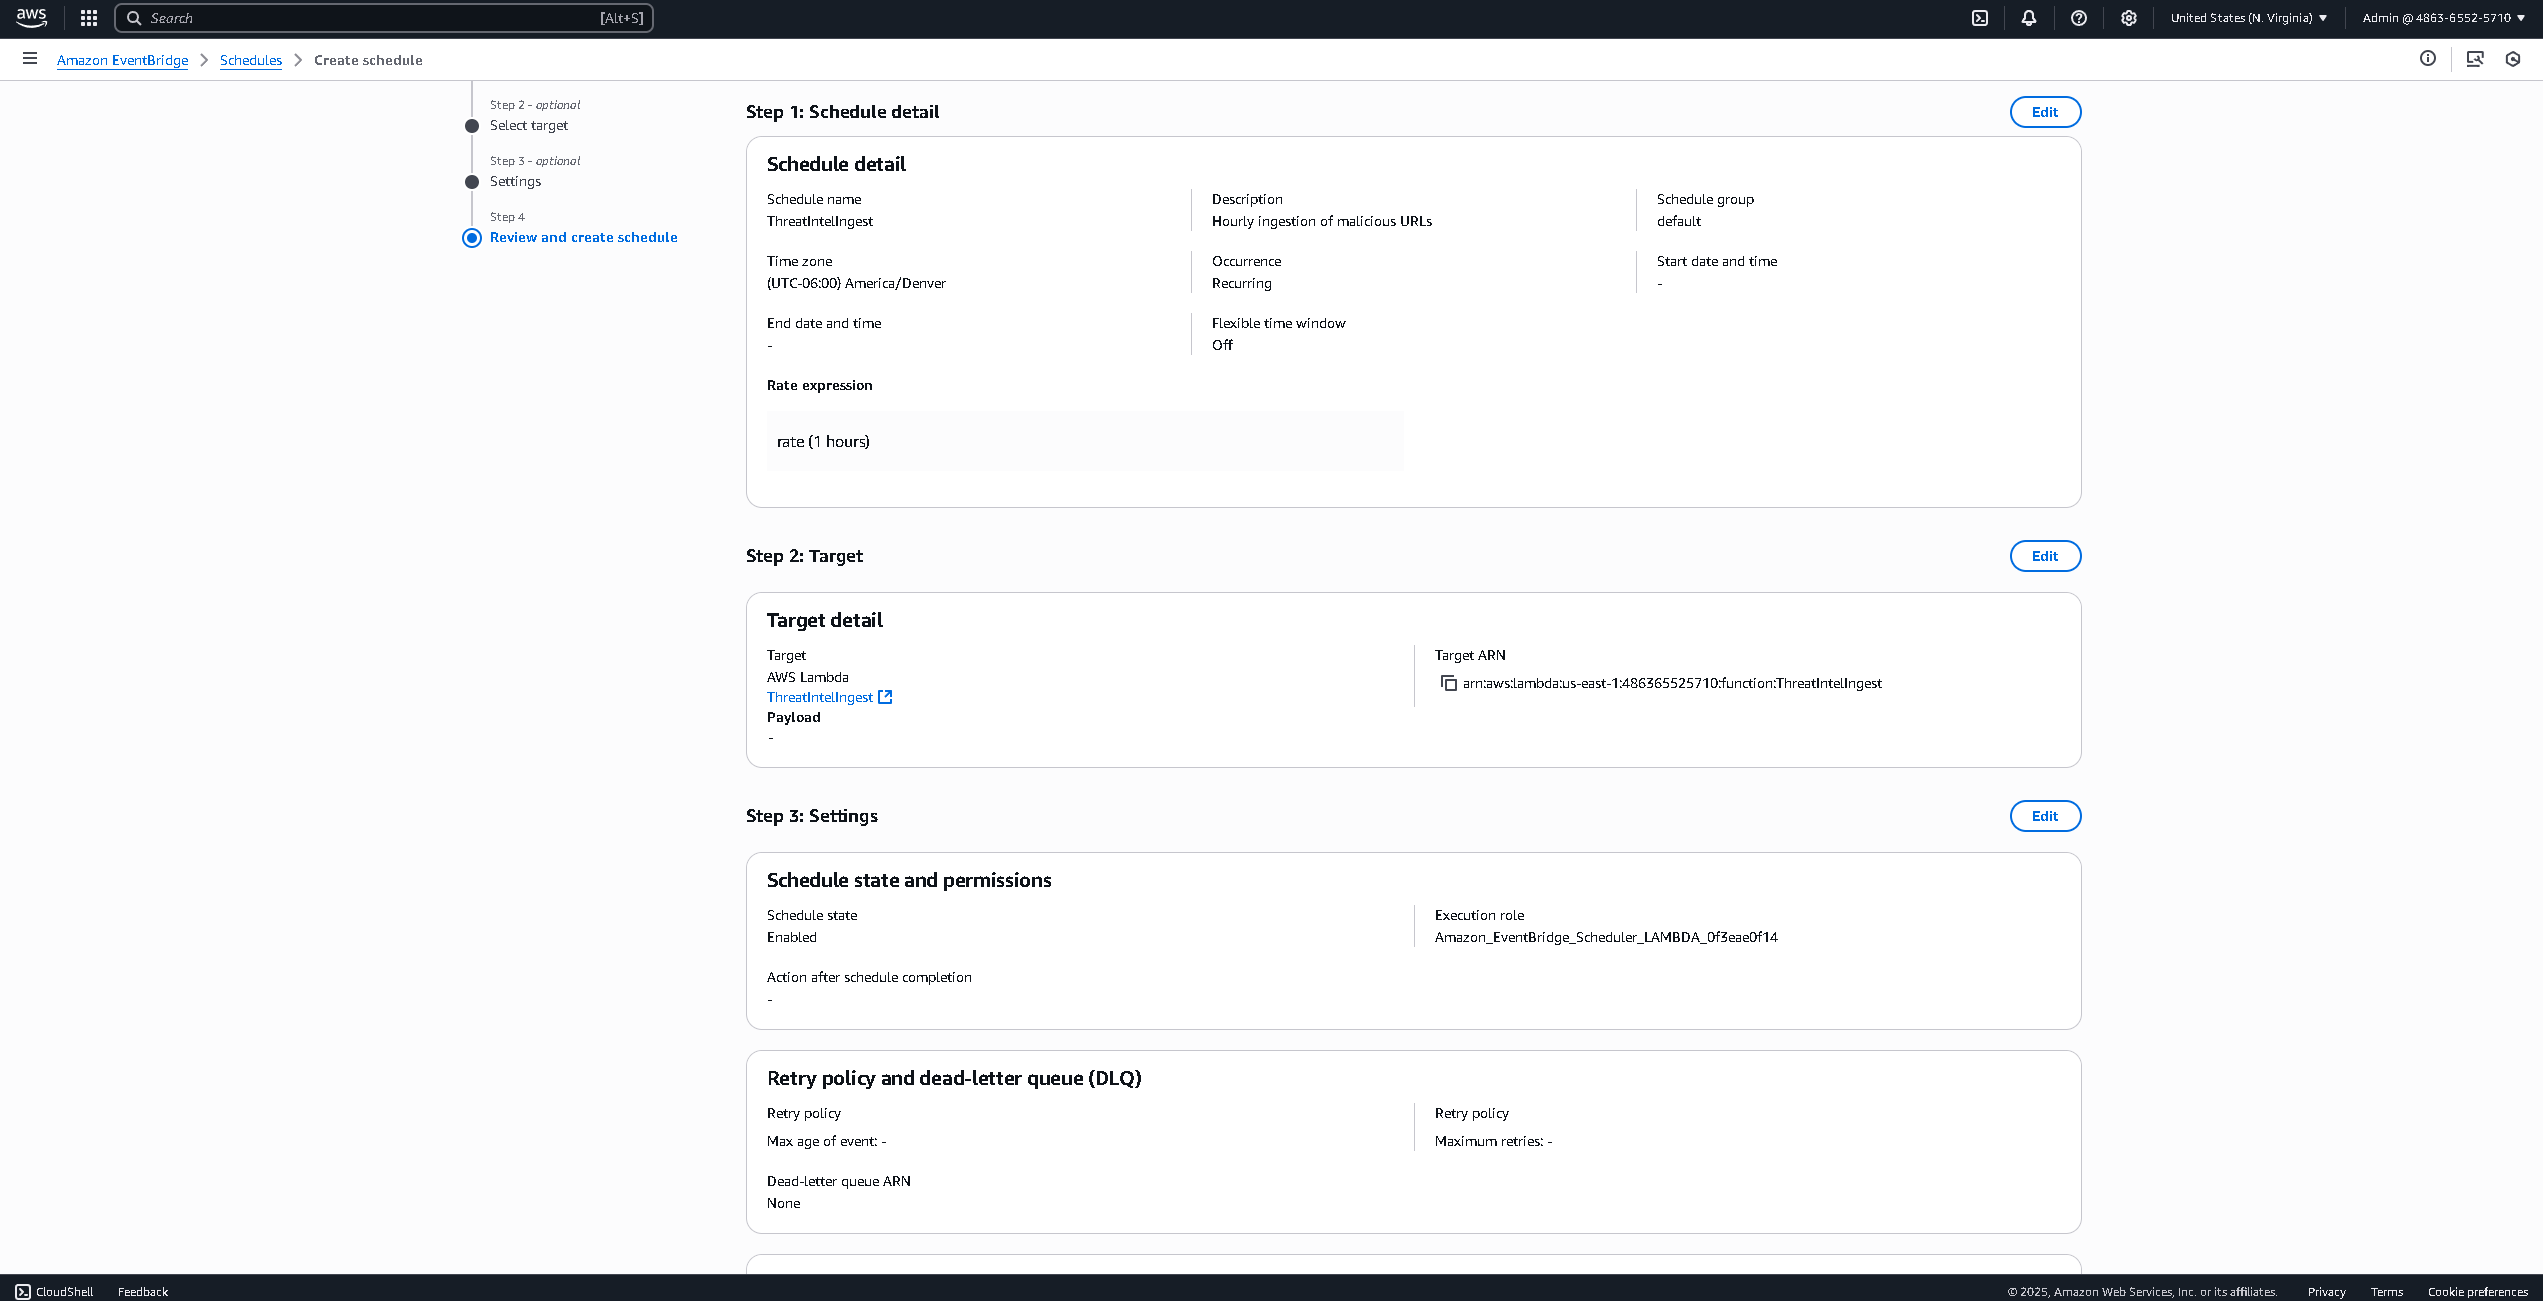 aws
Search
[Alt+S]
United States (N. Virginia)
Admin @ 4863-6552-5710
Amazon EventBridge
Schedules
Create schedule
Step 2 - optional
Select target
Step 3 - optional
Settings
Step 4
Review and create schedule
Step 1: Schedule detail
Edit
Schedule detail
Schedule name
ThreatIntelIngest
Description
Hourly ingestion of malicious URLs
Schedule group
default
Time zone
(UTC-06:00) America/Denver
Occurrence
Recurring
Start date and time
-
End date and time
-
Flexible time window
Off
Rate expression
rate (1 hours)
Step 2: Target
Edit
Target detail
Target
AWS Lambda
ThreatIntelIngest
Payload
-
Target ARN
arn:aws:lambda:us-east-1:486365525710:function:ThreatIntelIngest
Step 3: Settings
Edit
Schedule state and permissions
Schedule state
Enabled
Execution role
Amazon_EventBridge_Scheduler_LAMBDA_0f3eae0f14
Action after schedule completion
-
Retry policy and dead-letter queue (DLQ)
Retry policy
Max age of event: -
Retry policy
Maximum retries: -
Dead-letter queue ARN
None
CloudShell
Feedback
© 2025, Amazon Web Services, Inc. or its affiliates.
Privacy
Terms
Cookie preferences